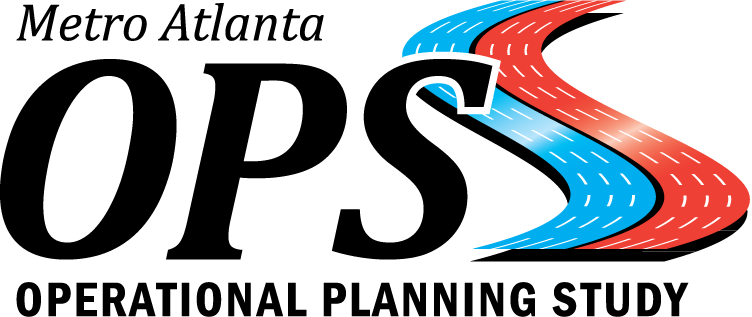 Metro Atlanta
OPS
OPERATIONAL PLANNING STUDY